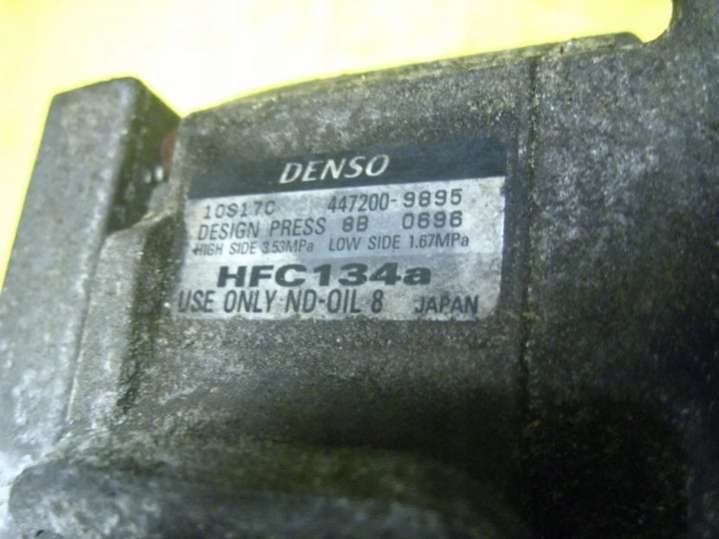 DENSO
10S17C 447200-9895
DESIGN PRESS 8B 0696
HIGH SIDE 3.53MPa LOW SIDE 1.67MPa
HFC134a
USE ONLY ND-OIL 8 JAPAN